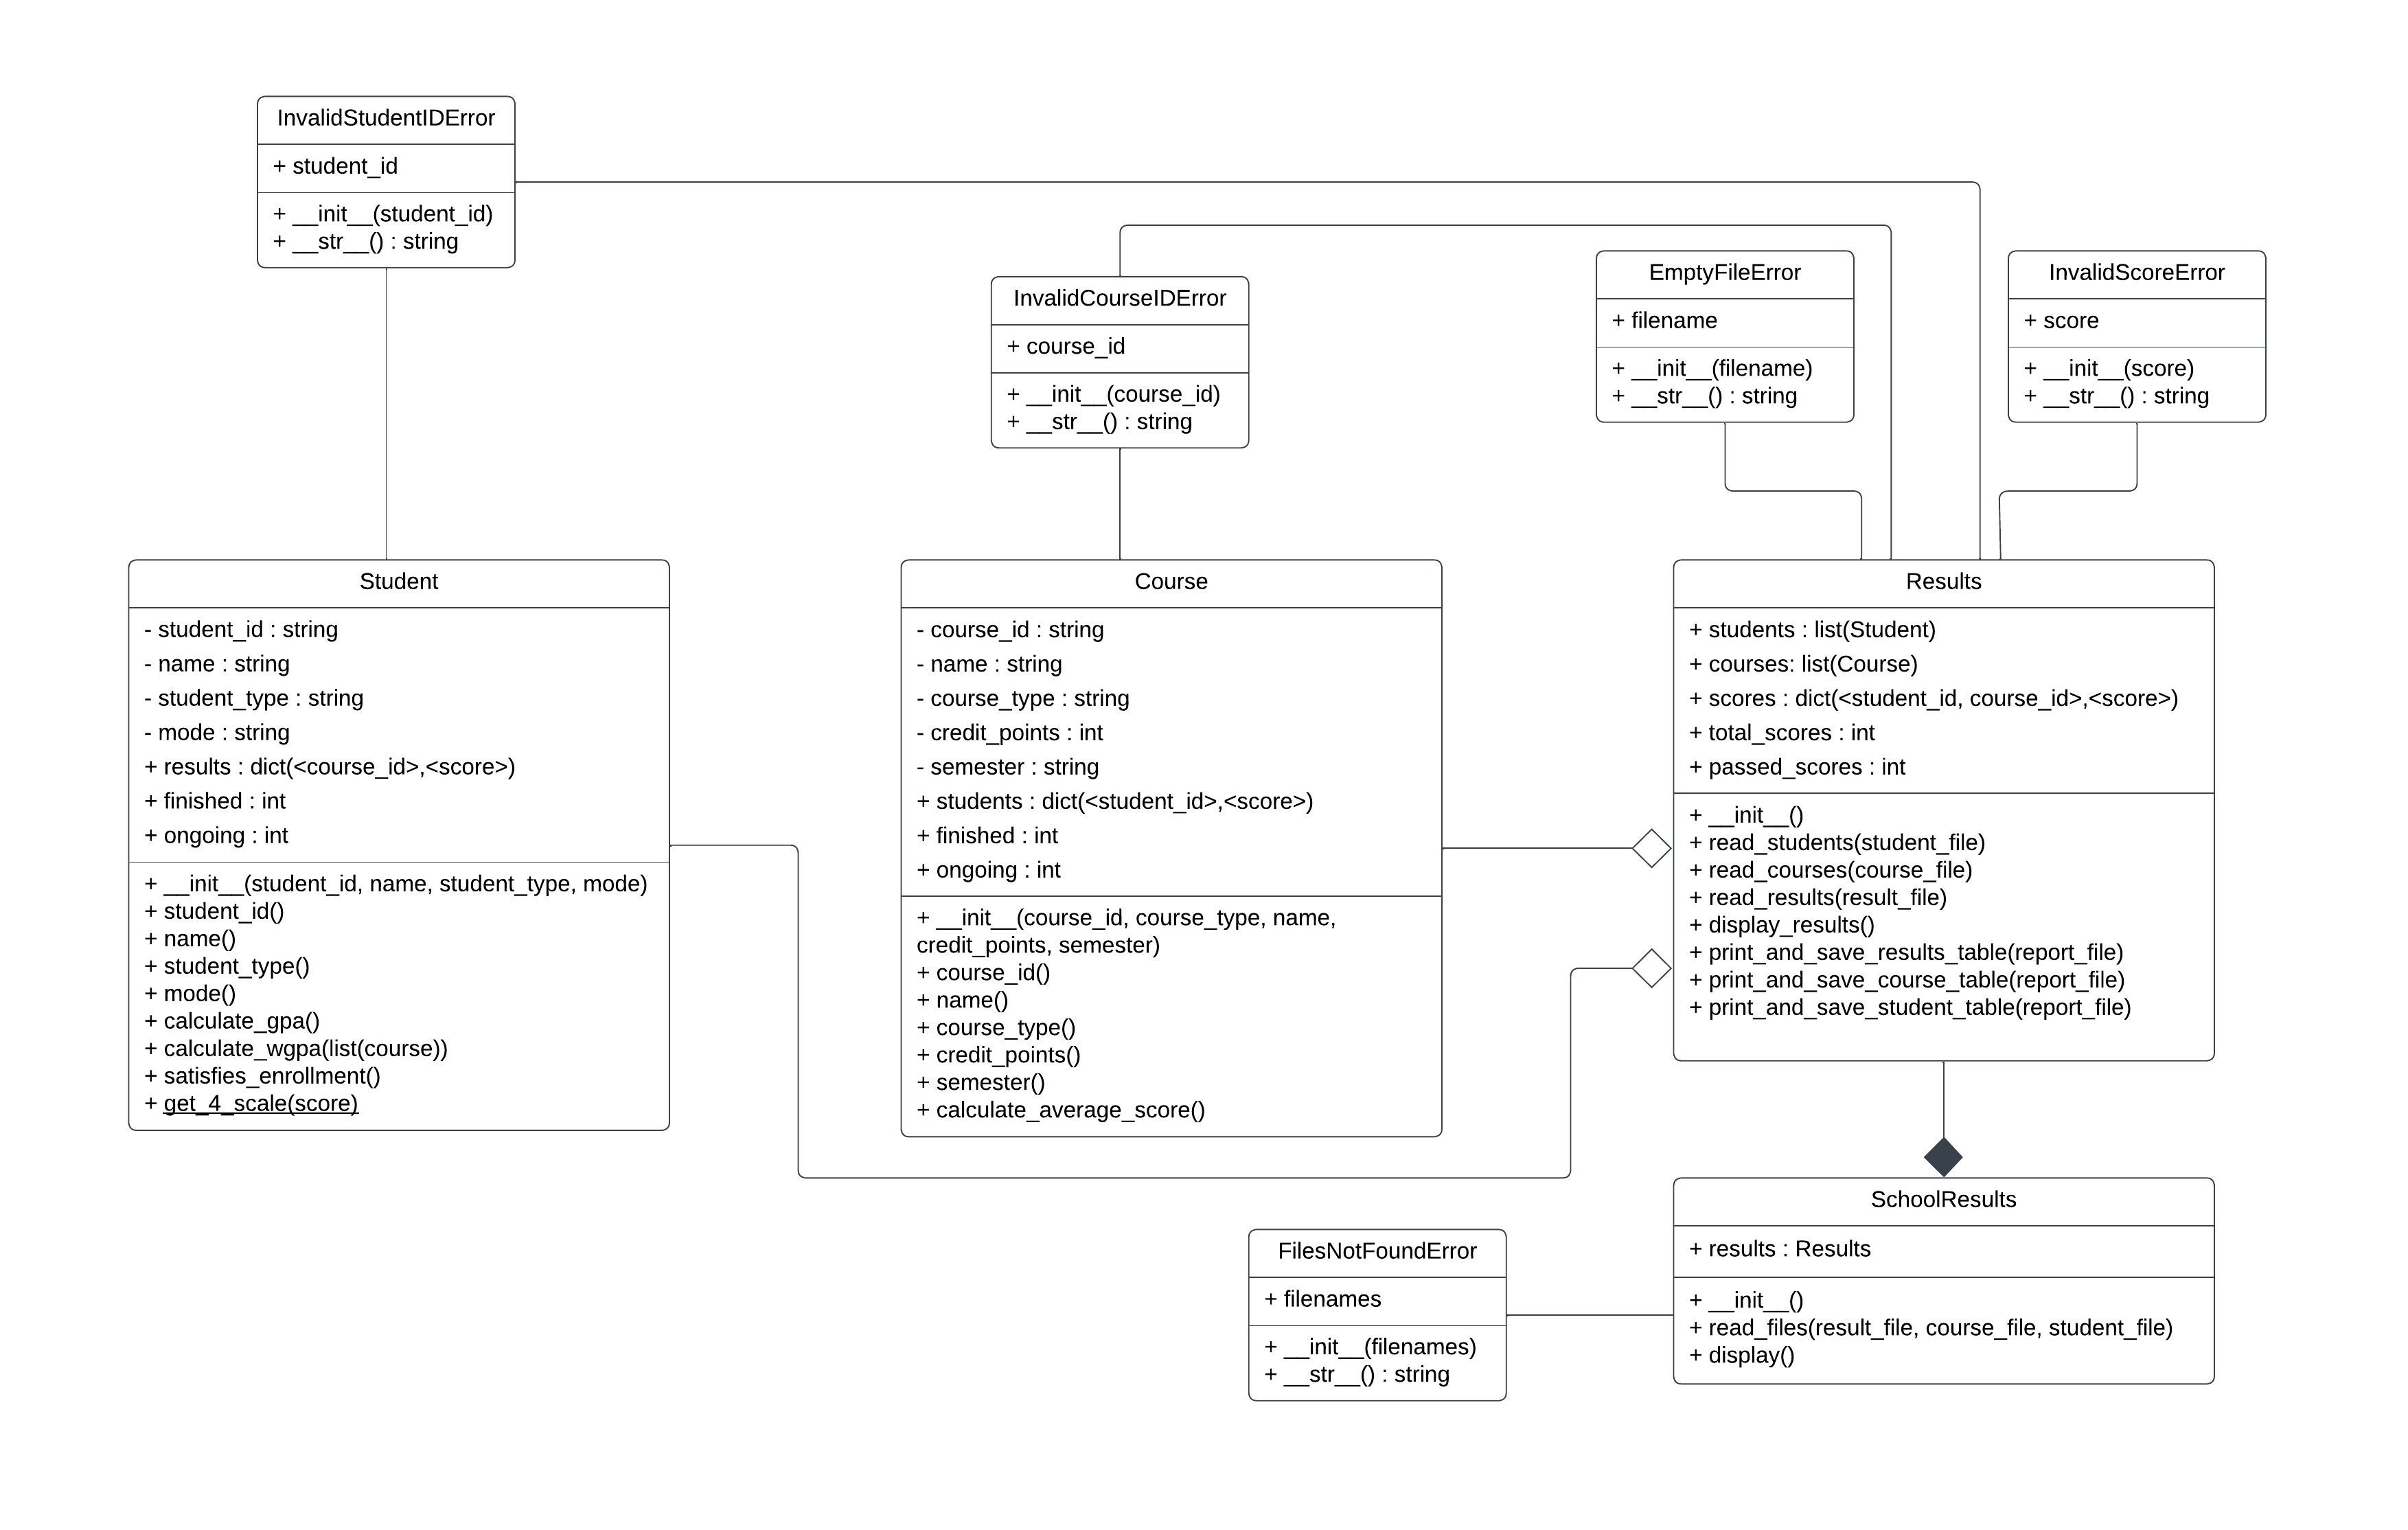 InvalidStudentIDError
+ student_id
+ __init__(student_id)
+ __str__() : string
InvalidCourseIDError
+ course_id
+ __init__(course_id)
+ __str__() : string
EmptyFileError
+ filename
+ __init__(filename)
+ __str__() : string
InvalidScoreError
+ score
+ __init__(score)
+ __str__() : string
Student
- student_id : string
- name : string
- student_type : string
- mode : string
+ results : dict(<course_id>,<score>)
+ finished : int
+ ongoing : int
+ __init__(student_id, name, student_type, mode)
+ student_id()
+ name()
+ student_type()
+ mode()
+ calculate_gpa()
+ calculate_wgpa(list(course))
+ satisfies_enrollment()
+ get_4_scale(score)
Course
- course_id : string
- name : string
- course_type : string
- credit_points : int
- semester : string
+ students : dict(<student_id>,<score>)
+ finished : int
+ ongoing : int
+ __init__(course_id, course_type, name,
credit_points, semester)
+ course_id()
+ name()
+ course_type()
+ credit_points()
+ semester()
+ calculate_average_score()
Results
+ students : list(Student)
+ courses: list(Course)
+ scores : dict(<student_id, course_id>,<score>)
+ total_scores : int
+ passed_scores : int
+ __init__()
+ read_students(student_file)
+ read_courses(course_file)
+ read_results(result_file)
+ display_results()
+ print_and_save_results_table(report_file)
+ print_and_save_course_table(report_file)
+ print_and_save_student_table(report_file)
FilesNotFoundError
+ filenames
+ __init__(filenames)
+ __str__() : string
SchoolResults
+ results : Results
+ __init__()
+ read_files(result_file, course_file, student_file)
+ display()